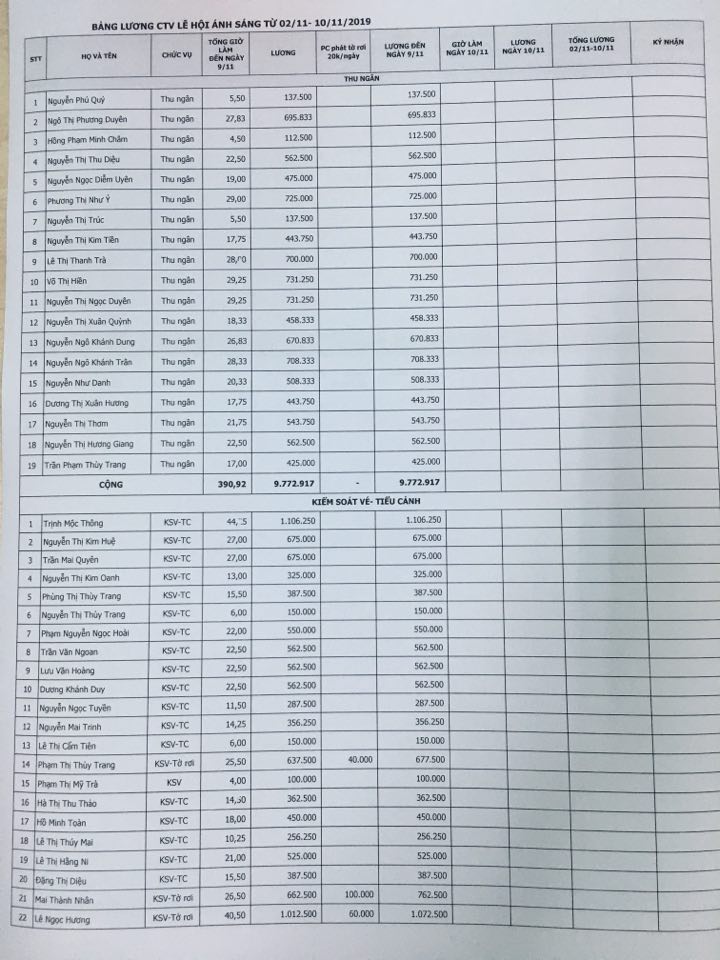 BẢNG LƯƠNG CTV LỄ HỘI ÁNH SÁNG TỪ 02/11- 10/11/2019
STT HỌ VÀ TÊN CHỨC VỤ TỔNG GIỜ LÀM ĐẾN NGÀY 9/11 LƯƠNG PC phát tờ rơi 20k/ngày LƯƠNG ĐẾN NGÀY 9/11 GIỜ LÀM NGÀY 10/11 LƯƠNG NGÀY 10/11 TỔNG LƯƠNG 02/11-10/11 KÝ NHẬN
THU NGÂN
1 Nguyễn Phú Quý Thu ngân 5,50 137.500 137.500
2 Ngô Thị Phương Duyên Thu ngân 27,83 695.833 695.833
3 Hồng Phạm Minh Châm Thu ngân 4,50 112.500 112.500
4 Nguyễn Thị Thu Diệu Thu ngân 22,50 562.500 562.500
5 Nguyễn Ngọc Diễm Uyên Thu ngân 19,00 475.000 475.000
6 Phương Thị Như Ý Thu ngân 29,00 725.000 725.000
7 Nguyễn Thị Trúc Thu ngân 5,50 137.500 137.500
8 Nguyễn Thị Kim Tiền Thu ngân 17,75 443.750 443.750
9 Lê Thị Thanh Trà Thu ngân 700.000 700.000
10 Võ Thị Hiền Thu ngân 29,25 731.250 731.250
11 Nguyễn Thị Ngọc Duyên Thu ngân 29,25 731.250 731.250
12 Nguyễn Thị Xuân Quỳnh Thu ngân 18,33 458.333 458.333
13 Nguyễn Ngô Khánh Dung Thu ngân 26,83 670.833 670.833
14 Nguyễn Ngô Khánh Trân Thu ngân 28,33 708.333 708.333
15 Nguyễn Như Danh Thu ngân 20,33 508.333 508.333
16 Dương Thị Xuân Hương Thu ngân 17,75 443.750 443.750
17 Nguyễn Thị Thơm Thu ngân 21,75 543.750 543.750
18 Nguyễn Thị Hương Giang Thu ngân 22,50 562.500 562.500
19 Trần Phạm Thùy Trang Thu ngân 17,00 425.000 425.000
CỘNG 390,92 9.772.917 - 9.772.917
KIỂM SOÁT VÉ- TIỂU CẢNH
1 Trịnh Mộc Thông KSV-TC 1.106.250 1.106.250
2 Nguyễn Thị Kim Huệ KSV-TC 27,00 675.000 675.000
3 Trần Mai Quyên KSV-TC 27,00 675.000 675.000
4 Nguyễn Thị Kim Oanh KSV-TC 13,00 325.000 325.000
5 Phùng Thị Thùy Trang KSV-TC 15,50 387.500 387.500
6 Nguyễn Thị Thùy Trang KSV-TC 6,00 150.000 150.000
7 Phạm Nguyễn Ngọc Hoài KSV-TC 22,00 550.000 550.000
8 Trần Văn Ngoan KSV-TC 22,50 562.500 562.500
9 Lưu Văn Hoàng KSV-TC 22,50 562.500 562.500
10 Dương Khánh Duy KSV-TC 22,50 562.500 562.500
11 Nguyễn Ngọc Tuyền KSV-TC 11,50 287.500 287.500
12 Nguyễn Mai Trinh KSV-TC 14,25 356.250 356.250
13 Lê Thị Cẩm Tiên KSV-TC 6,00 150.000 150.000
14 Phạm Thị Thùy Trang KSV-Tờ rơi 25,50 637.500 40.000 677.500
15 Phạm Thị Mỹ Trà KSV 4,00 100.000 100.000
16 Hà Thị Thu Thảo KSV-TC 362.500 362.500
17 Hồ Minh Toàn KSV-TC 18,00 450.000 450.000
18 Lê Thị Thúy Mai KSV-TC 10,25 256.250 256.250
19 Lê Thị Hằng Ni KSV-TC 21,00 525.000 525.000
20 Đặng Thị Diệu KSV-TC 15,50 387.500 387.500
21 Mai Thành Nhân KSV-Tờ rơi 26,50 662.500 100.000 762.500
22 Lê Ngọc Hương KSV-Tờ rơi 40,50 1.012.500 60.000 1.072.500